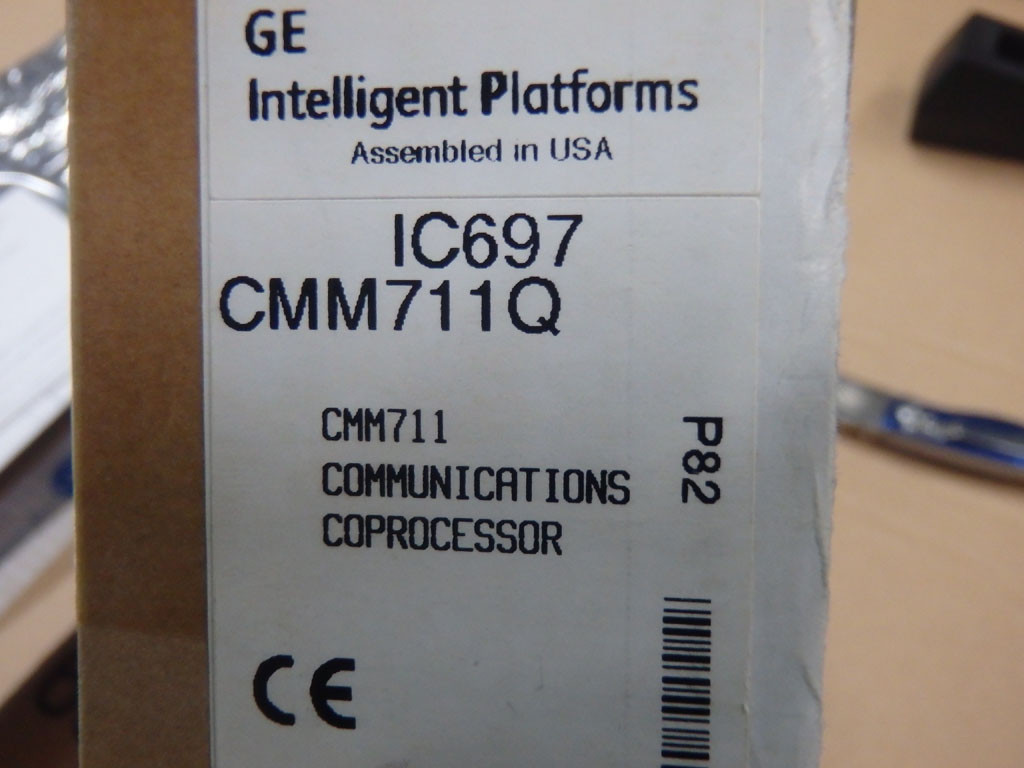 GE
Intelligent Platforms
Assembled in USA
IC697
CMM711Q
CMM711
COMMUNICATIONS
COPROCESSOR
P82
CE